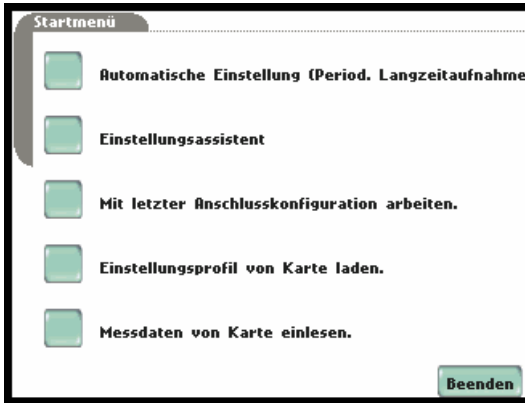 Startmenü
Automatische Einstellung (Period. Langzeitaufnahme
Einstellungsassistent
Mit letzter Anschlusskonfiguration arbeiten.
Einstellungsprofil von Karte laden.
Messdaten von Karte einlesen.
Beenden